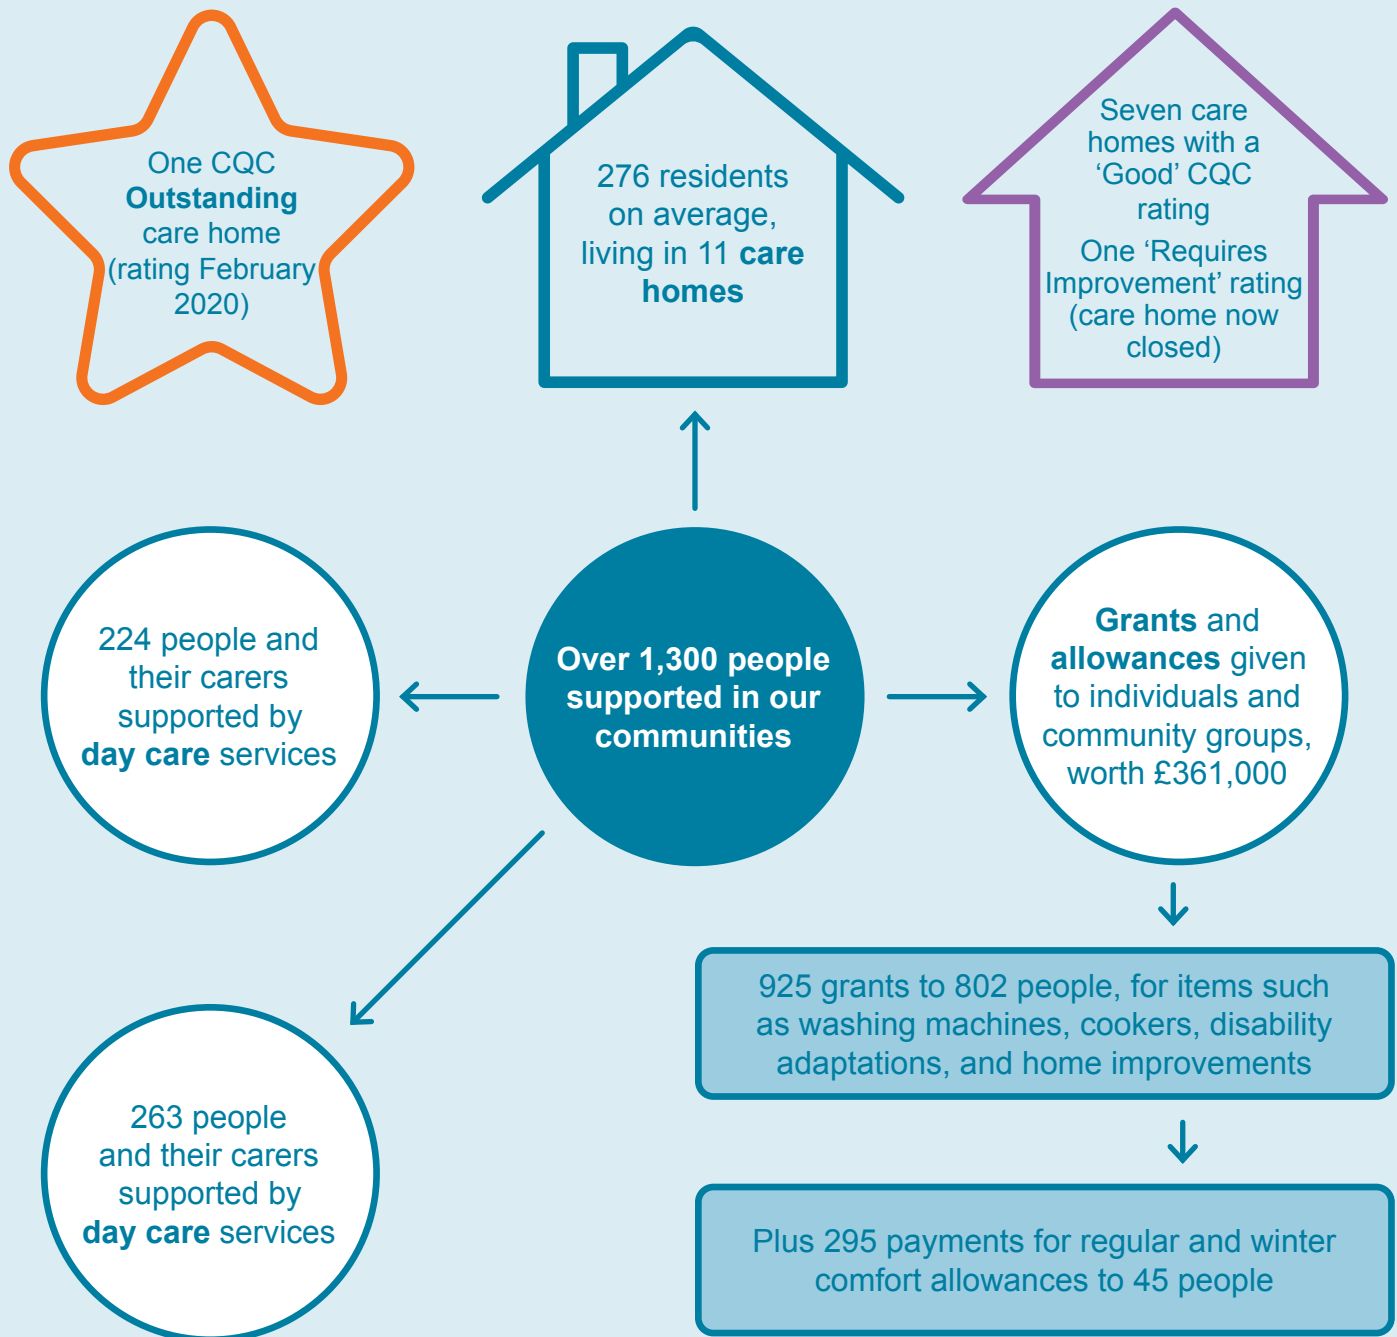 One CQC
Outstanding
care home
(rating February
2020)
276 residents
on average,
living in 11 care
homes
Seven care
homes with a
‘Good’ CQC
rating
One ‘Requires
Improvement’ rating
(care home now
closed)
224 people and
their carers
supported by
day care services
Over 1,300 people
supported in our
communities
Grants and
allowances given
to individuals and
community groups,
worth £361,000
925 grants to 802 people, for items such
as washing machines, cookers, disability
adaptations, and home improvements
263 people
and their carers
supported by
day care services
Plus 295 payments for regular and winter
comfort allowances to 45 people